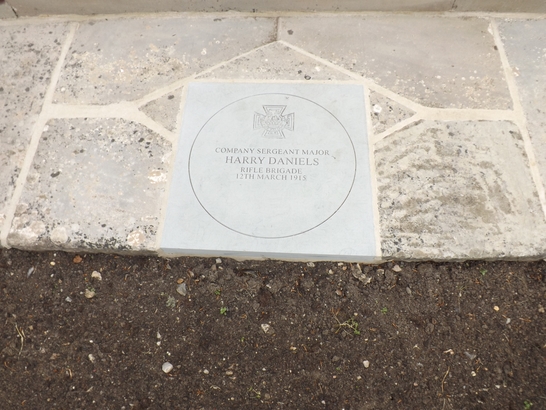 COMPANY SERGEANT MAJOR
HARRY DANIELS
RIFLE BRIGADE
12TH MARCH 1915